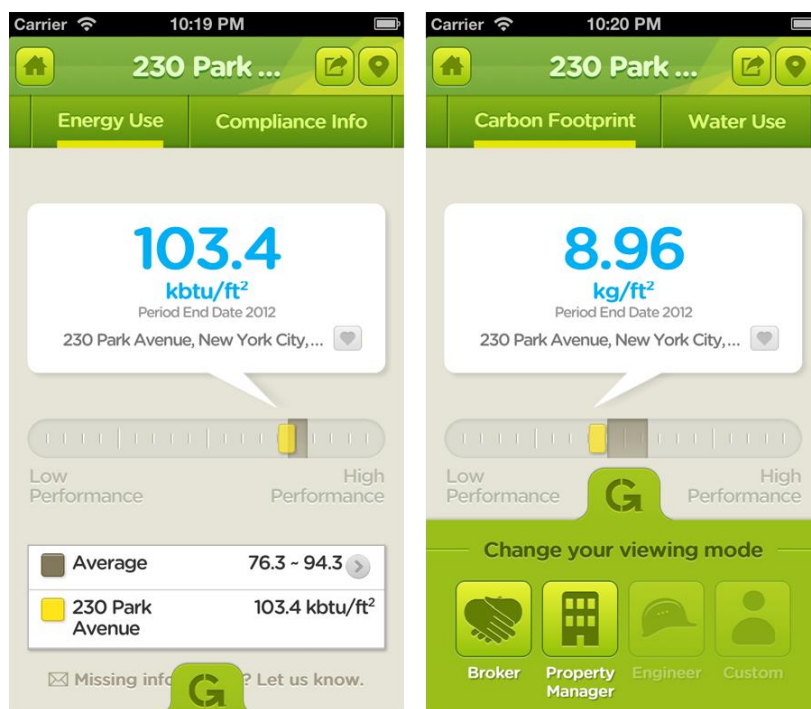 Carrier 10:19 PM
230 Park ...
Energy Use Compliance Info
103.4
kbtu/ft²
Period End Date 2012
230 Park Avenue, New York City,...
Low
Performance
High
Performance
Average 76.3 ~ 94.3
230 Park
Avenue
103.4 kbtu/ft²
Missing info ? Let us know.
G
Carrier 10:20 PM
230 Park ...
Carbon Footprint Water Use
8.96
kg/ft²
Period End Date 2012
230 Park Avenue, New York City,...
Low
Performance
High
Performance
G
Change your viewing mode
Broker
Property
Manager
Engineer
Custom